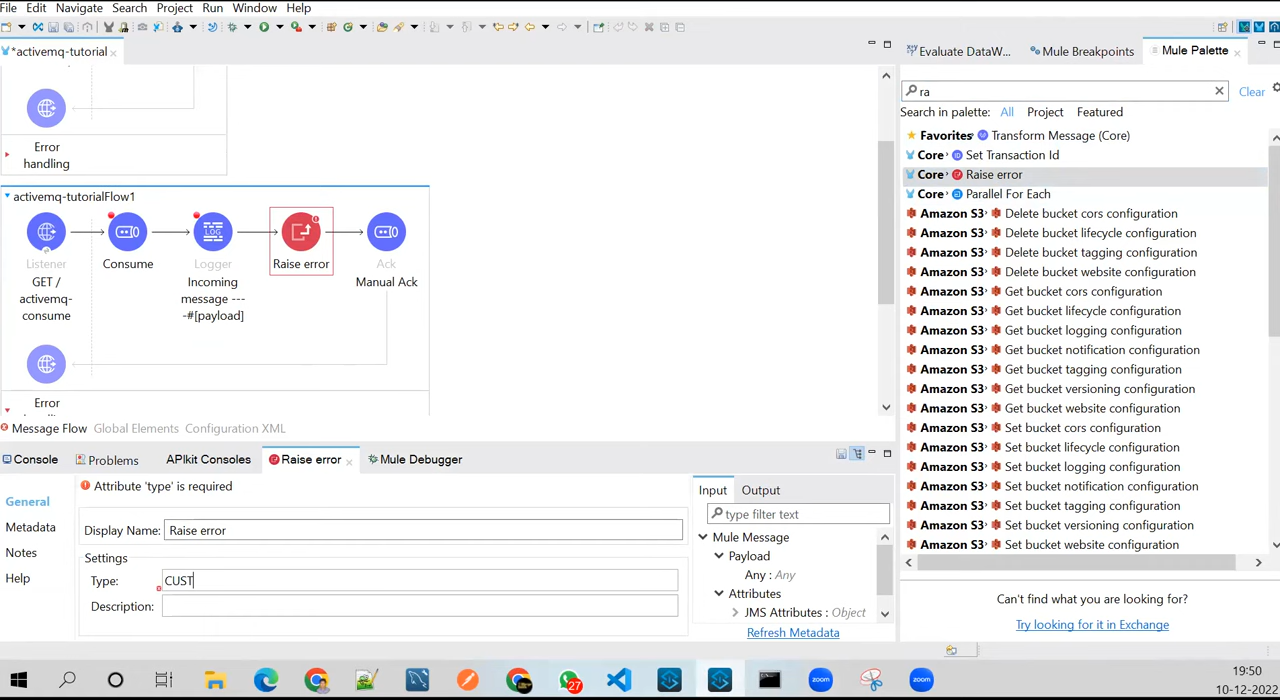 File Edit View Navigate Search Project Run Window Help
*activemq-tutorial
Error
handling
activemq-tutorialFlow1
Listener
GET /
activemq-
consume
Consume
LOG
Logger
Incoming
message ---
-#[payload]
Raise error
Ack
Manual Ack
Error
Message Flow Global Elements Configuration XML
Console Problems APIkit Consoles Raise error Mule Debugger
General
Metadata
Notes
Help
Attribute 'type' is required
Display Name: Raise error
Settings
Type: CUST
Description:
Input Output
type filter text
Mule Message
Payload
Any : Any
Attributes
JMS Attributes : Object
Refresh Metadata
Evaluate DataW... Mule Breakpoints Mule Palette
ra
Clear
Search in palette: All Project Featured
Favorites Transform Message (Core)
Core Set Transaction Id
Core Raise error
Core Parallel For Each
Amazon S3 Delete bucket cors configuration
Amazon S3 Delete bucket lifecycle configuration
Amazon S3 Delete bucket tagging configuration
Amazon S3 Delete bucket website configuration
Amazon S3 Get bucket cors configuration
Amazon S3 Get bucket lifecycle configuration
Amazon S3 Get bucket logging configuration
Amazon S3 Get bucket notification configuration
Amazon S3 Get bucket tagging configuration
Amazon S3 Get bucket versioning configuration
Amazon S3 Get bucket website configuration
Amazon S3 Set bucket cors configuration
Amazon S3 Set bucket lifecycle configuration
Amazon S3 Set bucket logging configuration
Amazon S3 Set bucket notification configuration
Amazon S3 Set bucket tagging configuration
Amazon S3 Set bucket versioning configuration
Amazon S3 Set bucket website configuration
Can't find what you are looking for?
Try looking for it in Exchange
27
zoom
zoom
19:50
10-12-2022